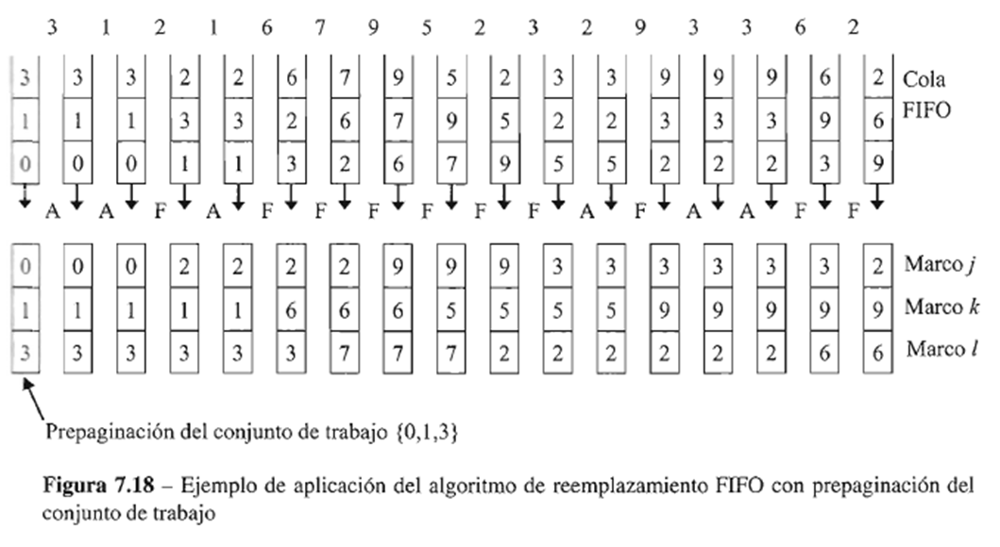 3 1 2 1 6 7 9 5 2 3 2 9 3 3 6 2
3 3 3 2 2 6 7 9 5 2 3 3 9 9 9 6 2 Cola
1 1 1 3 3 2 6 7 9 5 2 2 3 3 3 9 6 FIFO
0 0 0 1 1 3 2 6 7 9 5 5 2 2 2 3 9
A A F A F F F F F F A F A A F F
0 0 0 2 2 2 2 9 9 9 3 3 3 3 3 3 2 Marco j
1 1 1 1 1 6 6 6 5 5 5 5 9 9 9 9 9 Marco k
3 3 3 3 3 3 7 7 7 2 2 2 2 2 2 6 6 Marco l
Prepaginación del conjunto de trabajo {0,1,3}
Figura 7.18 – Ejemplo de aplicación del algoritmo de reemplazamiento FIFO con prepaginación del
conjunto de trabajo